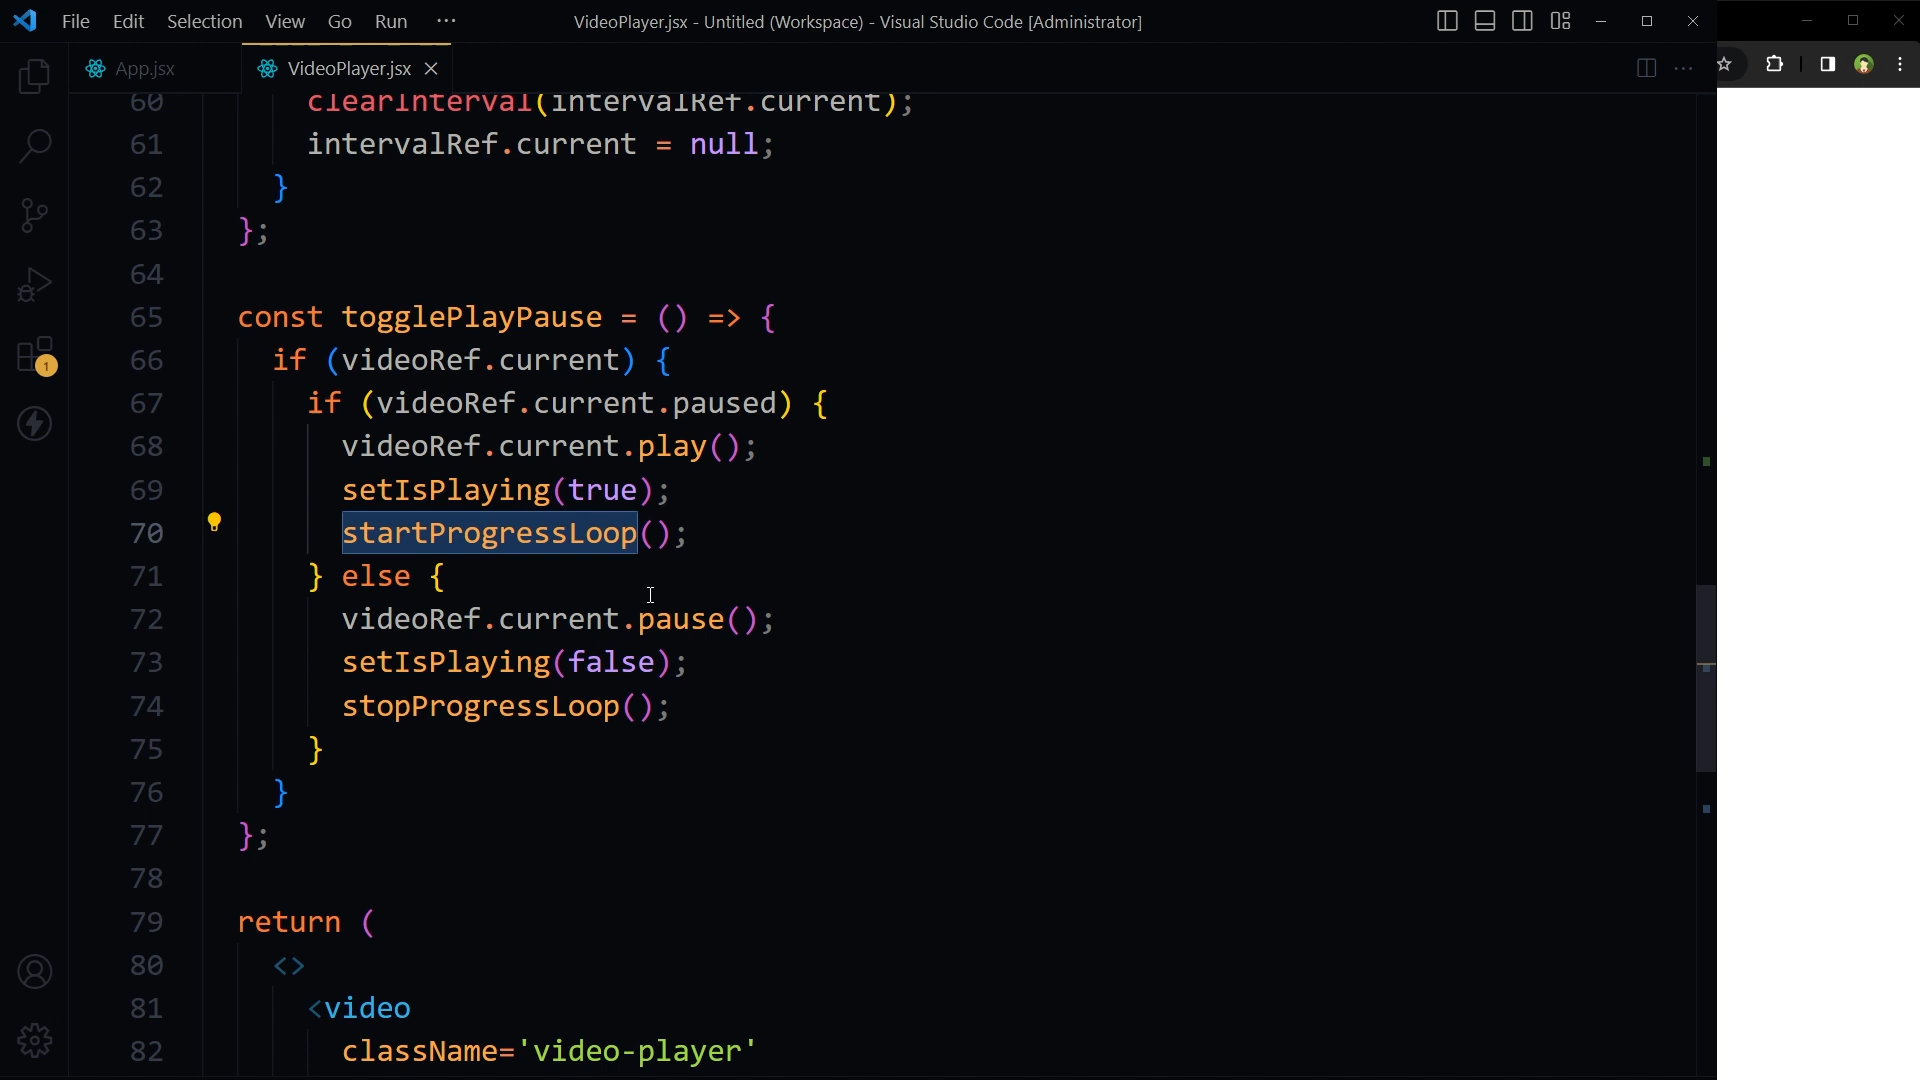 File Edit Selection View Go Run ···
VideoPlayer.jsx - Untitled (Workspace) - Visual Studio Code [Administrator]
App.jsx
VideoPlayer.jsx
60 clearInterval(intervalRef.current);
61 intervalRef.current = null;
62 }
63 };
64
65 const togglePlayPause = () => {
66 if (videoRef.current) {
67 if (videoRef.current.paused) {
68 videoRef.current.play();
69 setIsPlaying(true);
70 startProgressLoop();
71 } else {
72 videoRef.current.pause();
73 setIsPlaying(false);
74 stopProgressLoop();
75 }
76 }
77 };
78
79 return (
80 <>
81 <video
82 className='video-player'
1